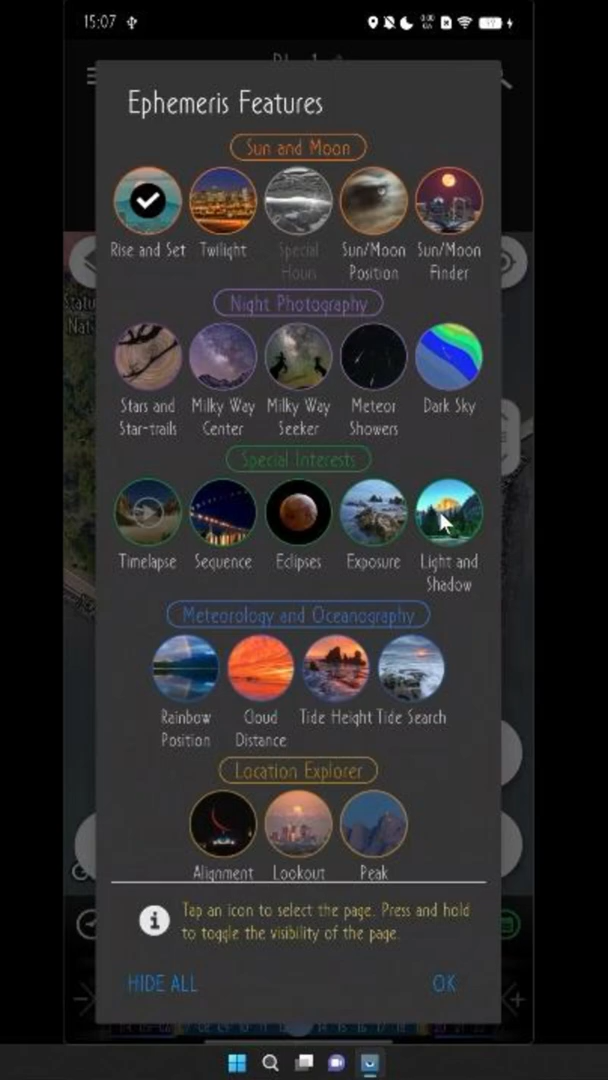 15:07
Ephemeris Features
Sun and Moon
Rise and Set
Twilight
Special Hours
Sun/Moon Position
Sun/Moon Finder
Night Photography
Stars and Star-trails
Milky Way Center
Milky Way Seeker
Meteor Showers
Dark Sky
Special Interests
Timelapse
Sequence
Eclipses
Exposure
Light and Shadow
Meteorology and Oceanography
Rainbow Position
Cloud Distance
Tide Height
Tide Search
Location Explorer
Alignment
Lookout
Peak
Tap an icon to select the page. Press and hold
to toggle the visibility of the page.
HIDE ALL
OK